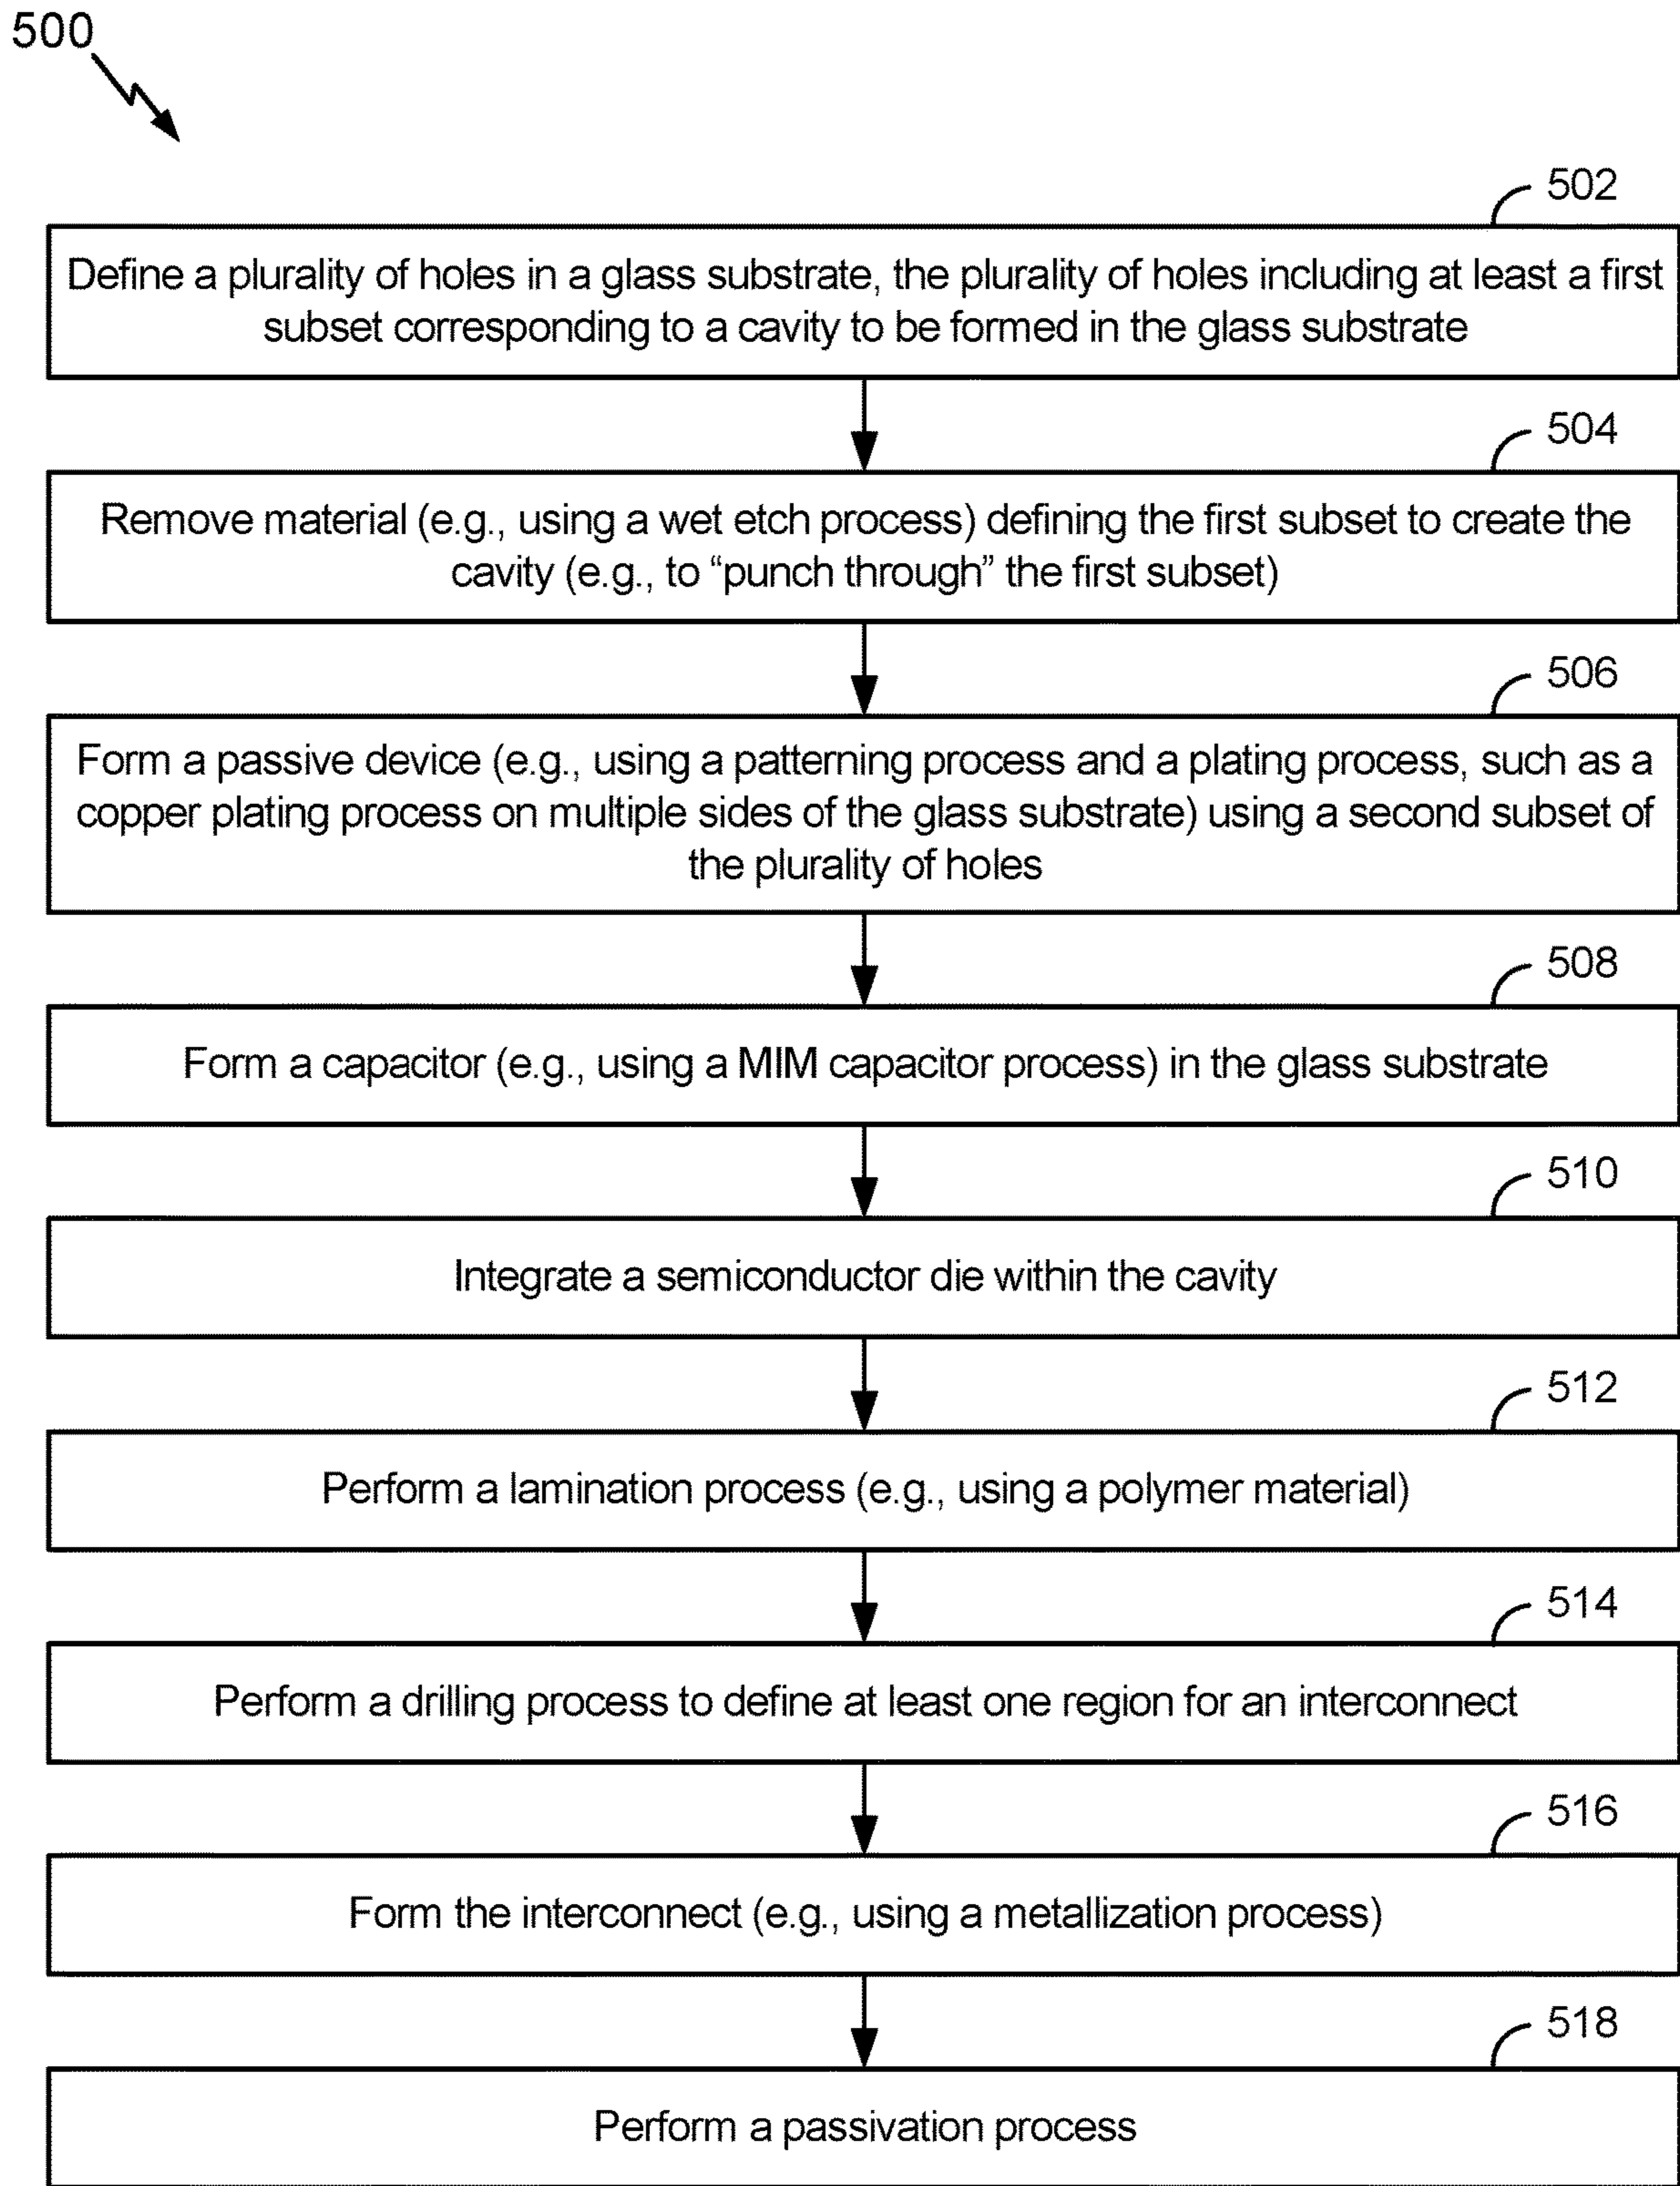 500
502
Define a plurality of holes in a glass substrate, the plurality of holes including at least a first
subset corresponding to a cavity to be formed in the glass substrate
504
Remove material (e.g., using a wet etch process) defining the first subset to create the
cavity (e.g., to “punch through” the first subset)
506
Form a passive device (e.g., using a patterning process and a plating process, such as a
copper plating process on multiple sides of the glass substrate) using a second subset of
the plurality of holes
508
Form a capacitor (e.g., using a MIM capacitor process) in the glass substrate
510
Integrate a semiconductor die within the cavity
512
Perform a lamination process (e.g., using a polymer material)
514
Perform a drilling process to define at least one region for an interconnect
516
Form the interconnect (e.g., using a metallization process)
518
Perform a passivation process